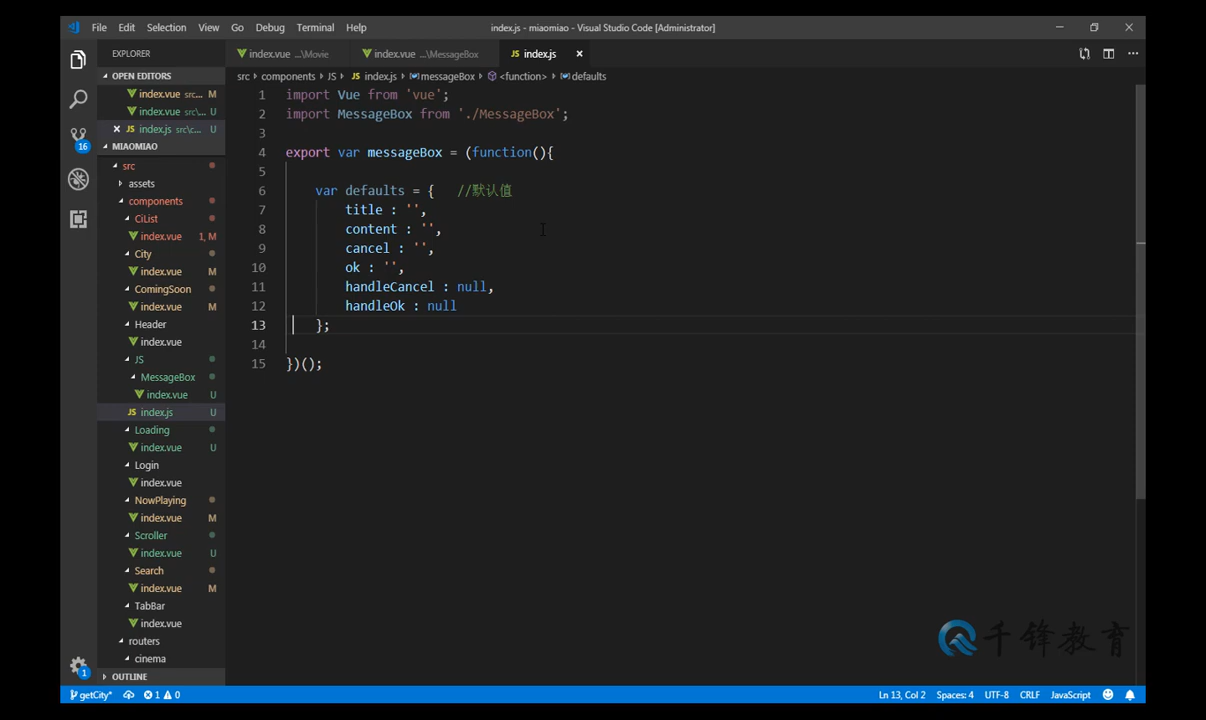 File Edit Selection View Go Debug Terminal Help
index.js - miaomiao - Visual Studio Code [Administrator]
EXPLORER
index.vue ...\Movie
index.vue ...\MessageBox
JS index.js
OPEN EDITORS
index.vue src... M
index.vue src\... U
JS index.js src\c... U
MIAOMIAO
src
assets
components
CiList
index.vue 1, M
City
index.vue M
ComingSoon
index.vue M
Header
index.vue
JS
MessageBox
index.vue U
JS index.js U
Loading
index.vue U
Login
index.vue
NowPlaying
index.vue M
Scroller
index.vue U
Search
index.vue M
TabBar
index.vue
routers
cinema
OUTLINE
16
1
src components JS JS index.js messageBox <function> defaults
1 import Vue from 'vue';
2 import MessageBox from './MessageBox';
3
4 export var messageBox = (function(){
5
6 var defaults = { //默认值
7 title : '',
8 content : '',
9 cancel : '',
10 ok : '',
11 handleCancel : null,
12 handleOk : null
13 };
14
15 })();
千锋教育
getCity* 1 0
Ln 13, Col 2 Spaces: 4 UTF-8 CRLF JavaScript